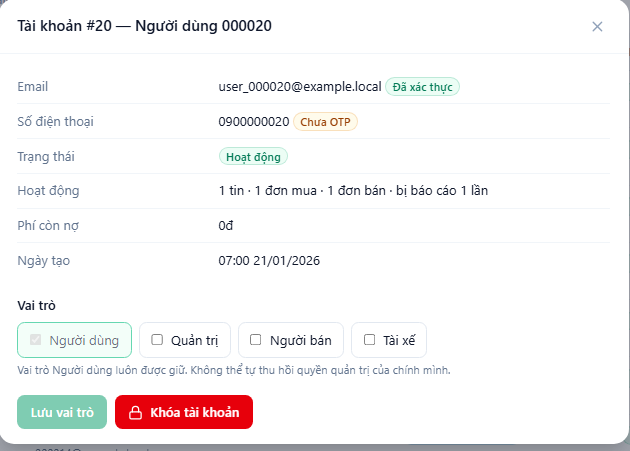 Tài khoản #20 — Người dùng 000020
Email user_000020@example.local Đã xác thực
Số điện thoại 0900000020 Chưa OTP
Trạng thái Hoạt động
Hoạt động 1 tin · 1 đơn mua · 1 đơn bán · bị báo cáo 1 lần
Phí còn nợ 0đ
Ngày tạo 07:00 21/01/2026
Vai trò
Người dùng Quản trị Người bán Tài xế
Vai trò Người dùng luôn được giữ. Không thể tự thu hồi quyền quản trị của chính mình.
Lưu vai trò Khóa tài khoản